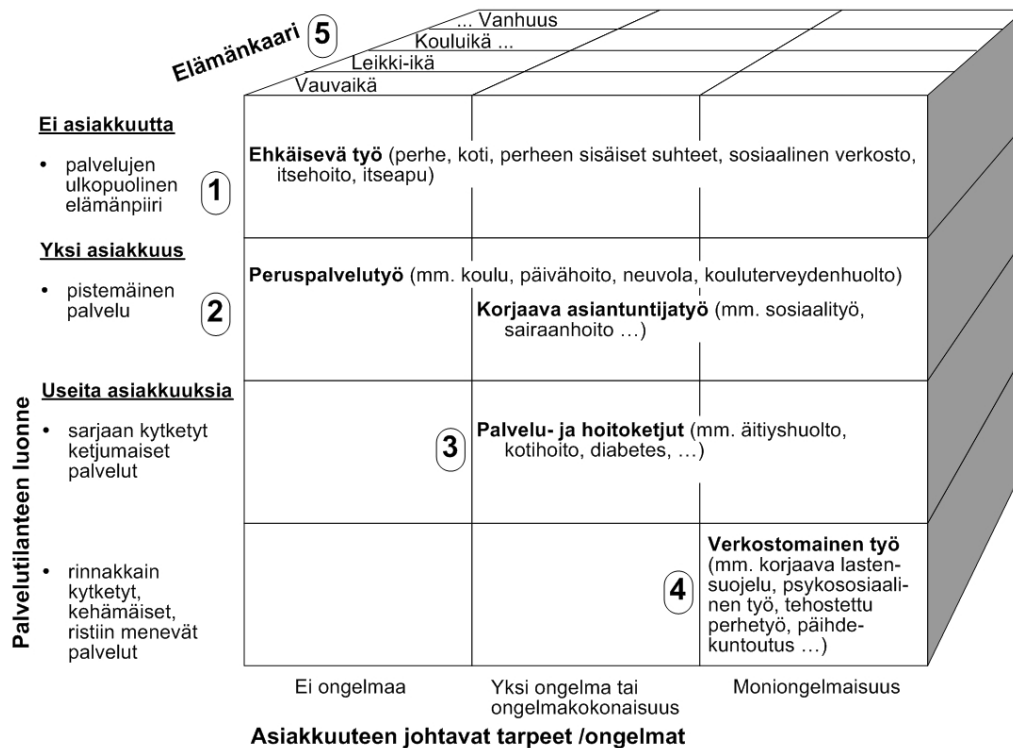 Elämänkaari 5
... Vanhuus
Kouluikä ...
Leikki-ikä
Vauvaikä
Ei asiakkuutta
• palvelujen
ulkopuolinen
elämänpiiri
1
Ehkäisevä työ (perhe, koti, perheen sisäiset suhteet, sosiaalinen verkosto,
itsehoito, itseapu)
Yksi asiakkuus
• pistemäinen
palvelu
2
Peruspalvelutyö (mm. koulu, päivähoito, neuvola, kouluterveydenhuolto)
Korjaava asiantuntijatyö (mm. sosiaalityö,
sairaanhoito …)
Palvelutilanteen luonne
Useita asiakkuuksia
• sarjaan kytketyt
ketjumaiset
palvelut
3
Palvelu- ja hoitoketjut (mm. äitiyshuolto,
kotihoito, diabetes, …)
• rinnakkain
kytketyt,
kehämäiset,
ristiin menevät
palvelut
4
Verkostomainen työ
(mm. korjaava lasten-
suojelu, psykososiaali-
nen työ, tehostettu
perhetyö, päihde-
kuntoutus …)
Ei ongelmaa
Yksi ongelma tai
ongelmakokonaisuus
Moniongelmaisuus
Asiakkuuteen johtavat tarpeet /ongelmat